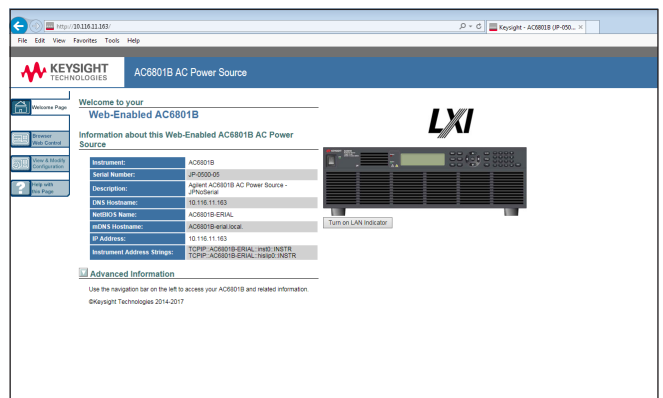 http://10.116.11.163/
Keysight - AC6801B (JP-050...
File Edit View Favorites Tools Help
KEYSIGHT
TECHNOLOGIES
AC6801B AC Power Source
Welcome Page
Browser
Web Control
View & Modify
Configuration
Help with
this Page
Welcome to your
Web-Enabled AC6801B
Information about this Web-Enabled AC6801B AC Power
Source
Instrument: AC6801B
Serial Number: JP-0500-05
Description: Agilent AC6801B AC Power Source -
JPNoSerial
DNS Hostname: 10.116.11.163
NetBIOS Name: AC6801B-ERIAL
mDNS Hostname: AC6801B-erial.local.
IP Address: 10.116.11.163
Instrument Address Strings: TCPIP::AC6801B-ERIAL::inst0::INSTR
TCPIP::AC6801B-ERIAL::hislip0::INSTR
Advanced Information
Use the navigation bar on the left to access your AC6801B and related information.
©Keysight Technologies 2014-2017
LXI
Turn on LAN Indicator